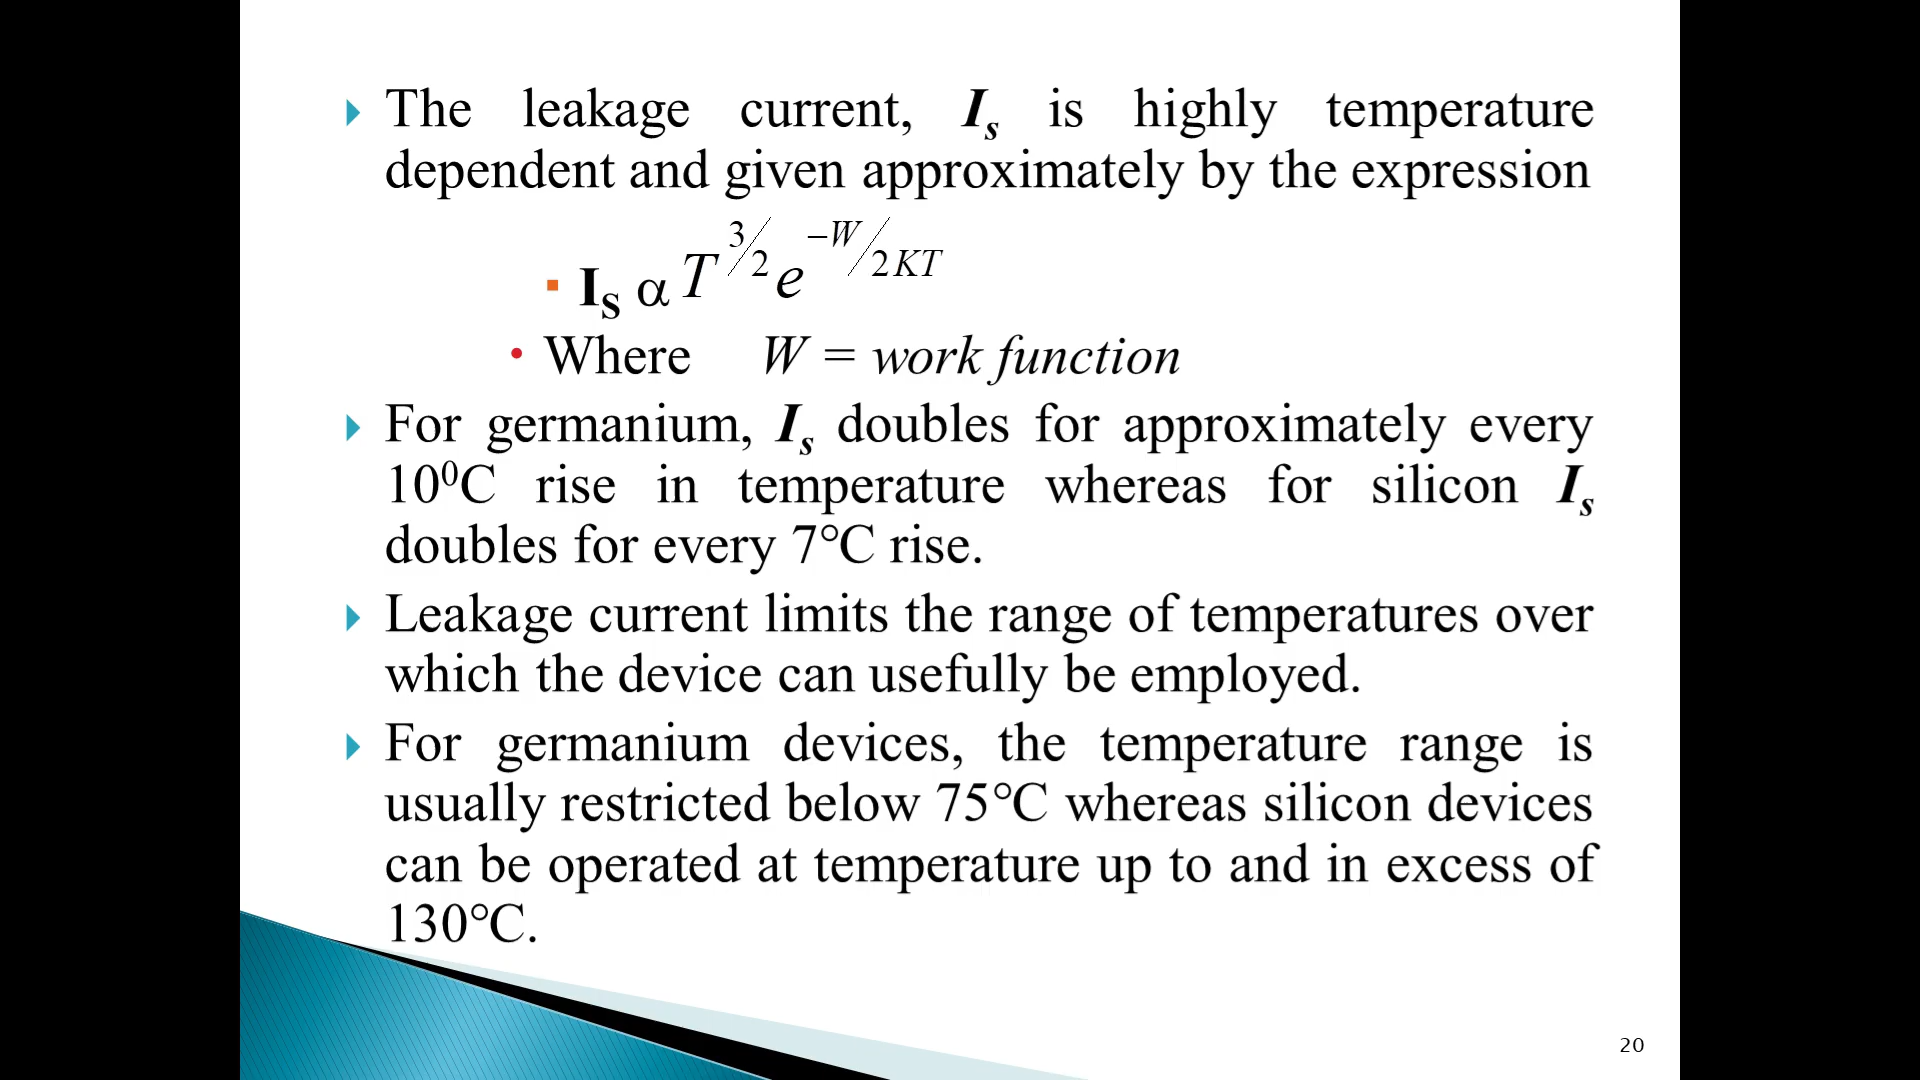 The leakage current, Is is highly temperature
dependent and given approximately by the expression
▪ IS α T^3/2 e^–W/2KT
• Where W = work function
For germanium, Is doubles for approximately every
10⁰C rise in temperature whereas for silicon Is
doubles for every 7°C rise.
Leakage current limits the range of temperatures over
which the device can usefully be employed.
For germanium devices, the temperature range is
usually restricted below 75°C whereas silicon devices
can be operated at temperature up to and in excess of
130°C.
20